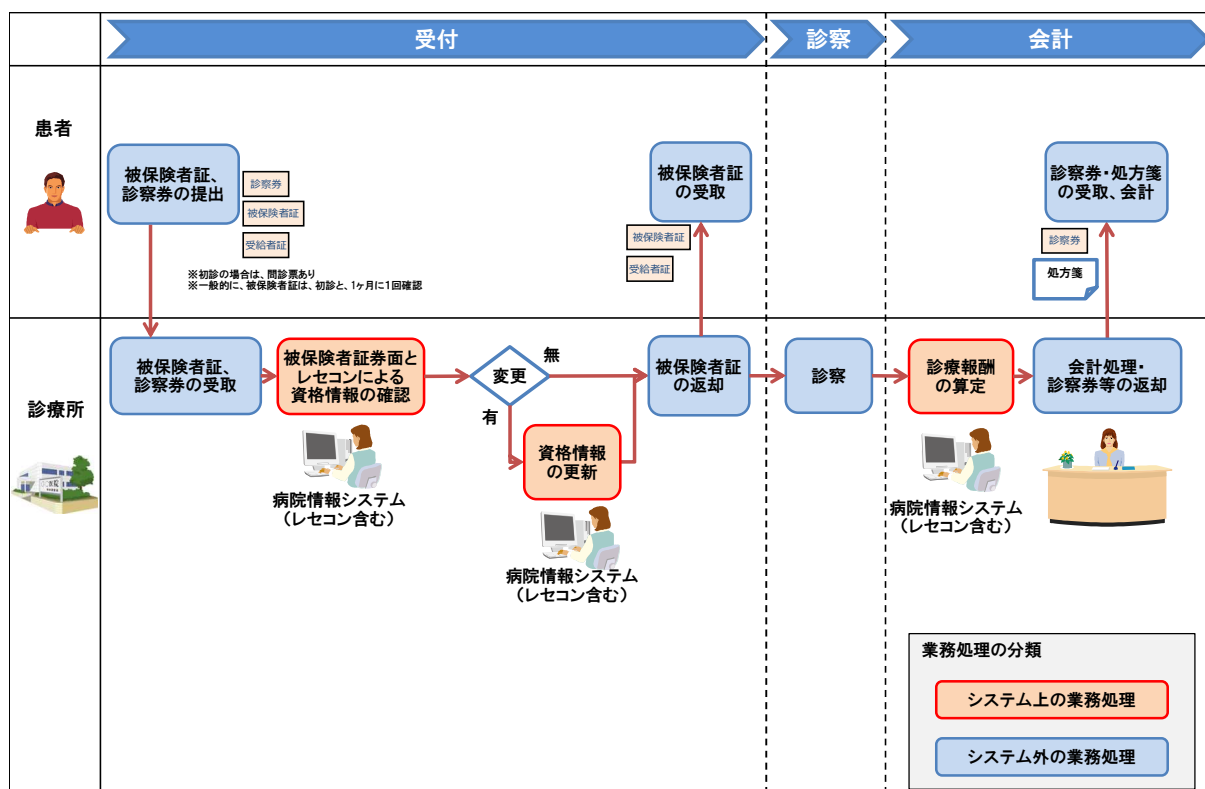 受付
診察
会計
患者
被保険者証、
診察券の提出
診察券
被保険者証
受給者証
※初診の場合は、問診票あり
※一般的に、被保険者証は、初診と、1ヶ月に1回確認
被保険者証
の受取
被保険者証
受給者証
診察券・処方箋
の受取、会計
診察券
処方箋
診療所
被保険者証、
診察券の受取
被保険者証券面と
レセコンによる
資格情報の確認
病院情報システム
(レセコン含む)
変更
無
有
資格情報
の更新
病院情報システム
(レセコン含む)
被保険者証
の返却
診察
診療報酬
の算定
病院情報システム
(レセコン含む)
会計処理・
診察券等の返却
業務処理の分類
システム上の業務処理
システム外の業務処理